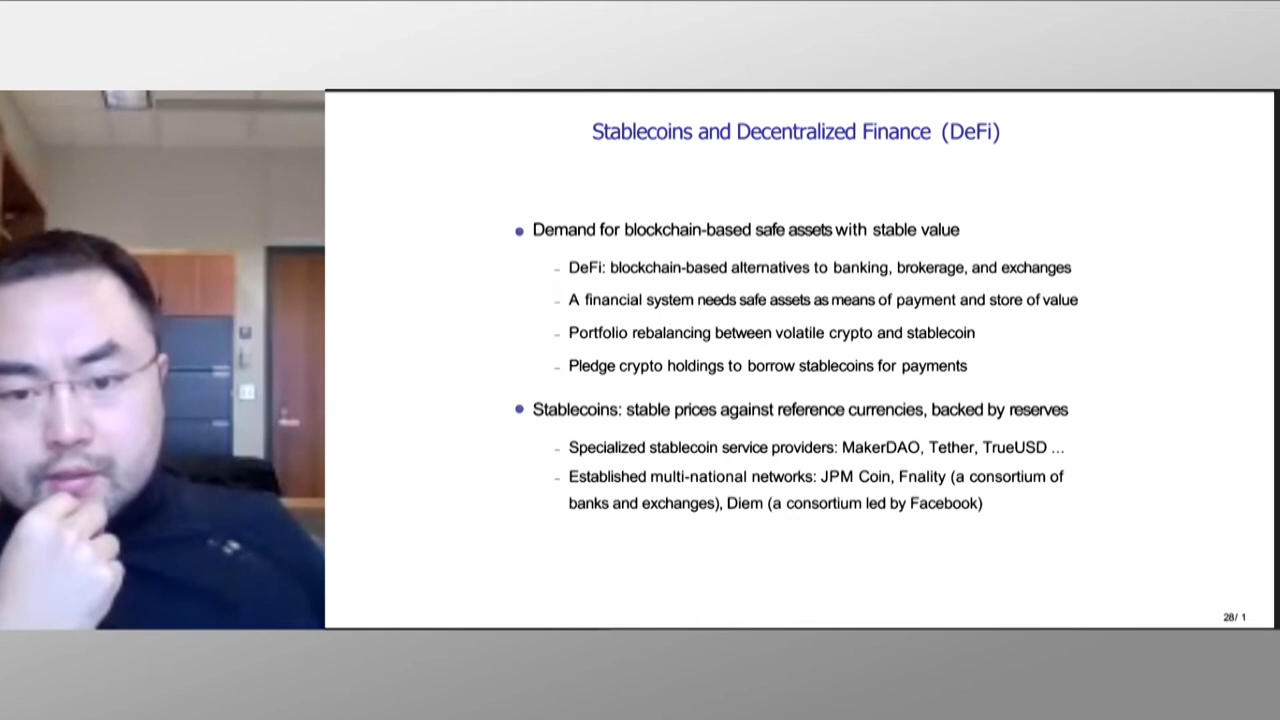 Stablecoins and Decentralized Finance (DeFi)
● Demand for blockchain-based safe assets with stable value
– DeFi: blockchain-based alternatives to banking, brokerage, and exchanges
– A financial system needs safe assets as means of payment and store of value
– Portfolio rebalancing between volatile crypto and stablecoin
– Pledge crypto holdings to borrow stablecoins for payments
● Stablecoins: stable prices against reference currencies, backed by reserves
– Specialized stablecoin service providers: MakerDAO, Tether, TrueUSD ...
– Established multi-national networks: JPM Coin, Fnality (a consortium of
banks and exchanges), Diem (a consortium led by Facebook)
28/ 1